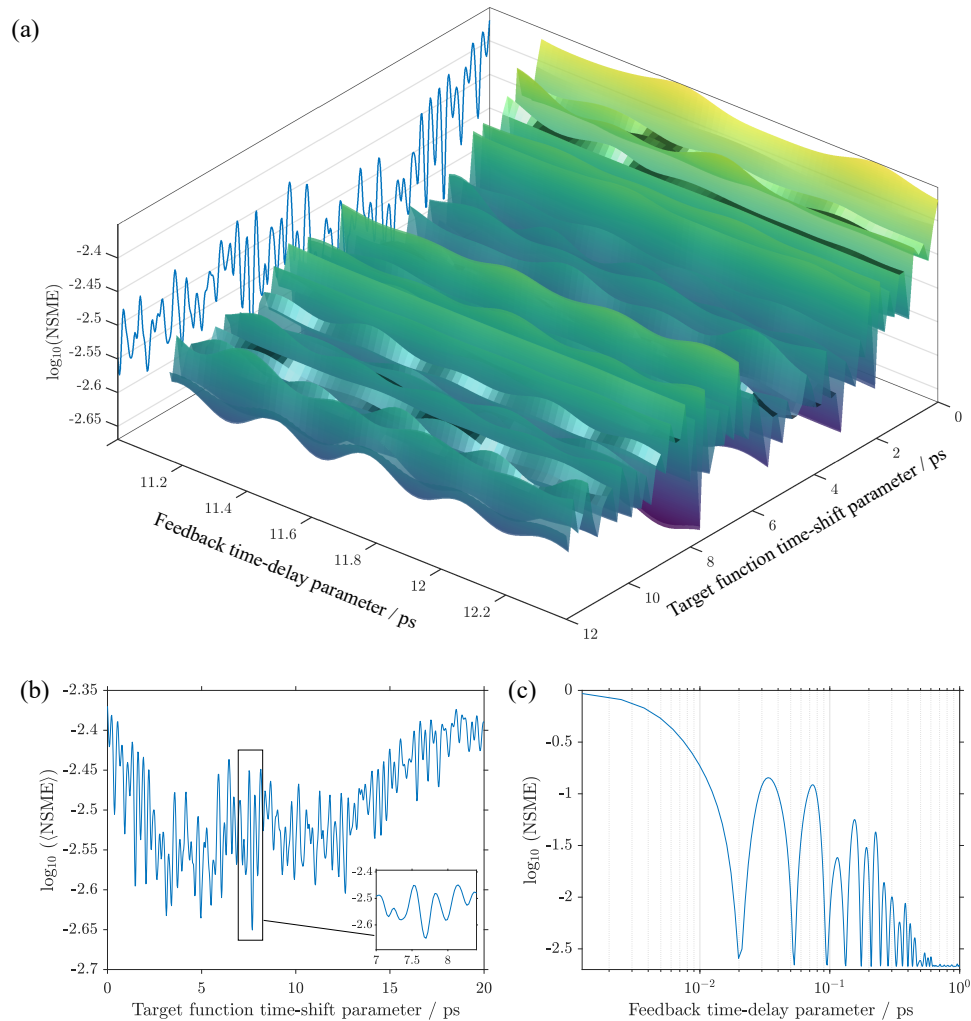 (a)
log₁₀(NSME)
-2.4
-2.45
-2.5
-2.55
-2.6
-2.65
11.2
11.4
11.6
11.8
12
12.2
Feedback time-delay parameter / ps
0
2
4
6
8
10
12
Target function time-shift parameter / ps
(b)
log₁₀ (⟨NSME⟩)
-2.35
-2.4
-2.45
-2.5
-2.55
-2.6
-2.65
-2.7
0 5 10 15 20
Target function time-shift parameter / ps
-2.4
-2.5
-2.6
7 7.5 8
(c)
log₁₀ (NSME)
0
-0.5
-1
-1.5
-2
-2.5
10⁻² 10⁻¹ 10⁰
Feedback time-delay parameter / ps